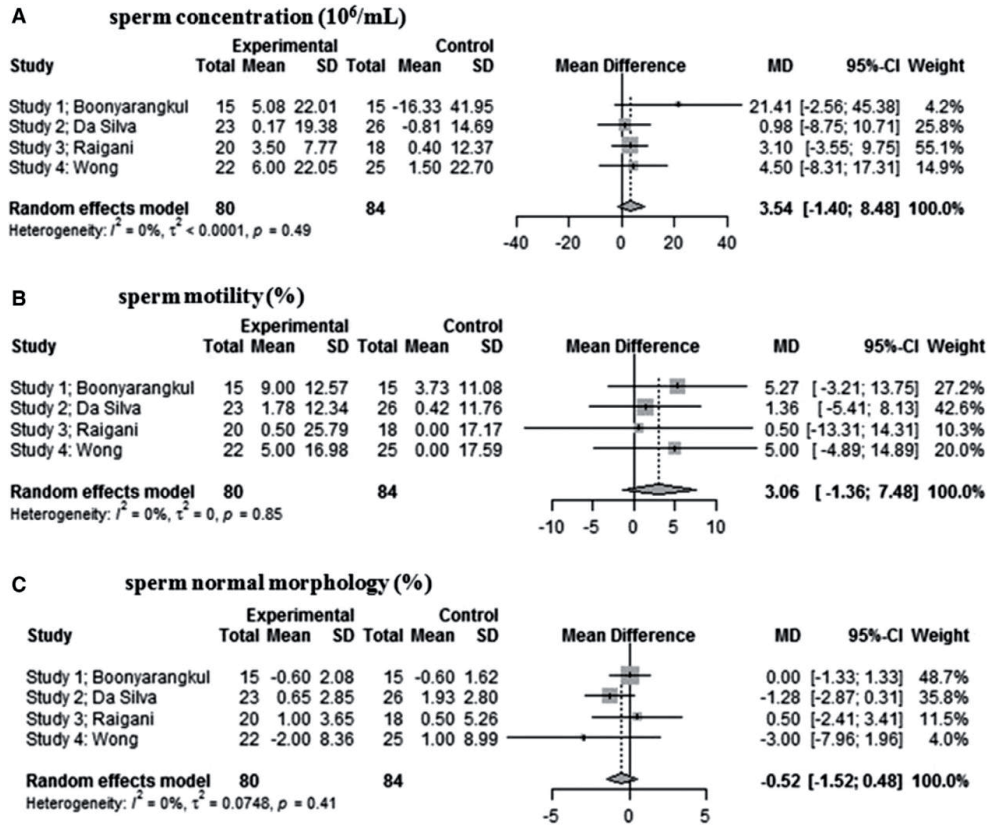 A sperm concentration (10⁶/mL)
Experimental Control
Study Total Mean SD Total Mean SD Mean Difference MD 95%-CI Weight
Study 1; Boonyarangkul 15 5.08 22.01 15 -16.33 41.95 21.41 [-2.56; 45.38] 4.2%
Study 2; Da Silva 23 0.17 19.38 26 -0.81 14.69 0.98 [-8.75; 10.71] 25.8%
Study 3; Raigani 20 3.50 7.77 18 0.40 12.37 3.10 [-3.55; 9.75] 55.1%
Study 4: Wong 22 6.00 22.05 25 1.50 22.70 4.50 [-8.31; 17.31] 14.9%
Random effects model 80 84 3.54 [-1.40; 8.48] 100.0%
Heterogeneity: I² = 0%, τ² < 0.0001, p = 0.49
-40 -20 0 20 40
B sperm motility (%)
Experimental Control
Study Total Mean SD Total Mean SD Mean Difference MD 95%-CI Weight
Study 1; Boonyarangkul 15 9.00 12.57 15 3.73 11.08 5.27 [-3.21; 13.75] 27.2%
Study 2; Da Silva 23 1.78 12.34 26 0.42 11.76 1.36 [-5.41; 8.13] 42.6%
Study 3; Raigani 20 0.50 25.79 18 0.00 17.17 0.50 [-13.31; 14.31] 10.3%
Study 4: Wong 22 5.00 16.98 25 0.00 17.59 5.00 [-4.89; 14.89] 20.0%
Random effects model 80 84 3.06 [-1.36; 7.48] 100.0%
Heterogeneity: I² = 0%, τ² = 0, p = 0.85
-10 -5 0 5 10
C sperm normal morphology (%)
Experimental Control
Study Total Mean SD Total Mean SD Mean Difference MD 95%-CI Weight
Study 1; Boonyarangkul 15 -0.60 2.08 15 -0.60 1.62 0.00 [-1.33; 1.33] 48.7%
Study 2; Da Silva 23 0.65 2.85 26 1.93 2.80 -1.28 [-2.87; 0.31] 35.8%
Study 3; Raigani 20 1.00 3.65 18 0.50 5.26 0.50 [-2.41; 3.41] 11.5%
Study 4: Wong 22 -2.00 8.36 25 1.00 8.99 -3.00 [-7.96; 1.96] 4.0%
Random effects model 80 84 -0.52 [-1.52; 0.48] 100.0%
Heterogeneity: I² = 0%, τ² = 0.0748, p = 0.41
-5 0 5